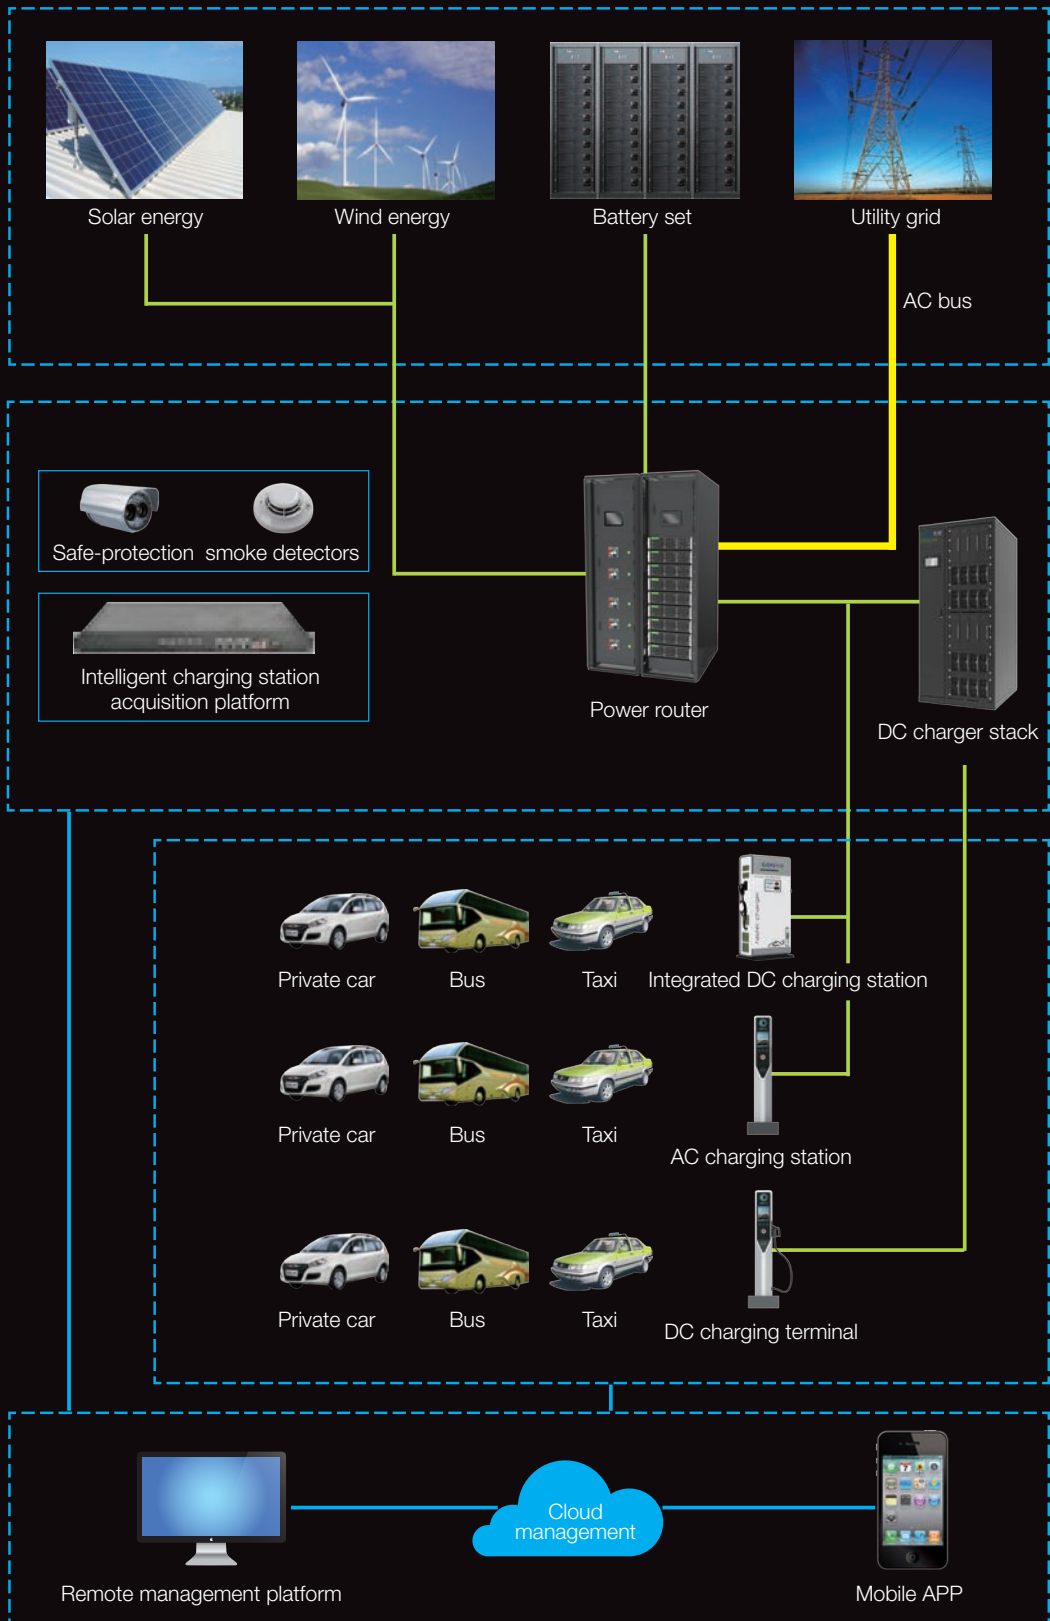 Solar energy
Wind energy
Battery set
Utility grid
AC bus
Safe-protection
smoke detectors
Intelligent charging station
acquisition platform
Power router
DC charger stack
Private car
Bus
Taxi
Integrated DC charging station
Private car
Bus
Taxi
AC charging station
Private car
Bus
Taxi
DC charging terminal
Cloud
management
Remote management platform
Mobile APP